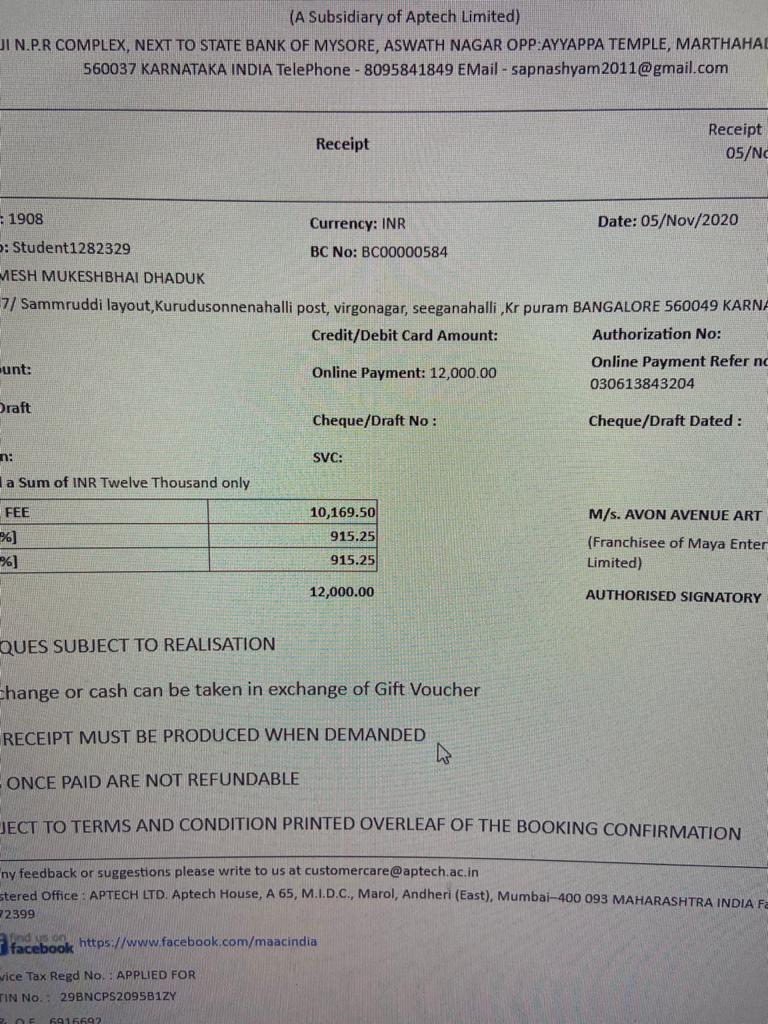 (A Subsidiary of Aptech Limited)
JI N.P.R COMPLEX, NEXT TO STATE BANK OF MYSORE, ASWATH NAGAR OPP:AYYAPPA TEMPLE, MARTHAHAL
560037 KARNATAKA INDIA TelePhone - 8095841849 EMail - sapnashyam2011@gmail.com
Receipt
Receipt
05/No
: 1908 Currency: INR Date: 05/Nov/2020
o: Student1282329 BC No: BC00000584
MESH MUKESHBHAI DHADUK
7/ Sammruddi layout,Kurudusonnenahalli post, virgonagar, seeganahalli ,Kr puram BANGALORE 560049 KARNA
Credit/Debit Card Amount: Authorization No:
ount: Online Payment: 12,000.00 Online Payment Refer no
030613843204
Draft Cheque/Draft No : Cheque/Draft Dated :
n: SVC:
a Sum of INR Twelve Thousand only
FEE 10,169.50
%] 915.25
%] 915.25
12,000.00
M/s. AVON AVENUE ART
(Franchisee of Maya Enter
Limited)
AUTHORISED SIGNATORY
QUES SUBJECT TO REALISATION
change or cash can be taken in exchange of Gift Voucher
RECEIPT MUST BE PRODUCED WHEN DEMANDED
ONCE PAID ARE NOT REFUNDABLE
JECT TO TERMS AND CONDITION PRINTED OVERLEAF OF THE BOOKING CONFIRMATION
ny feedback or suggestions please write to us at customercare@aptech.ac.in
stered Office : APTECH LTD. Aptech House, A 65, M.I.D.C., Marol, Andheri (East), Mumbai–400 093 MAHARASHTRA INDIA Fa
72399
find us on
facebook https://www.facebook.com/maacindia
vice Tax Regd No. : APPLIED FOR
TIN No. : 29BNCPS2095B1ZY
6916692